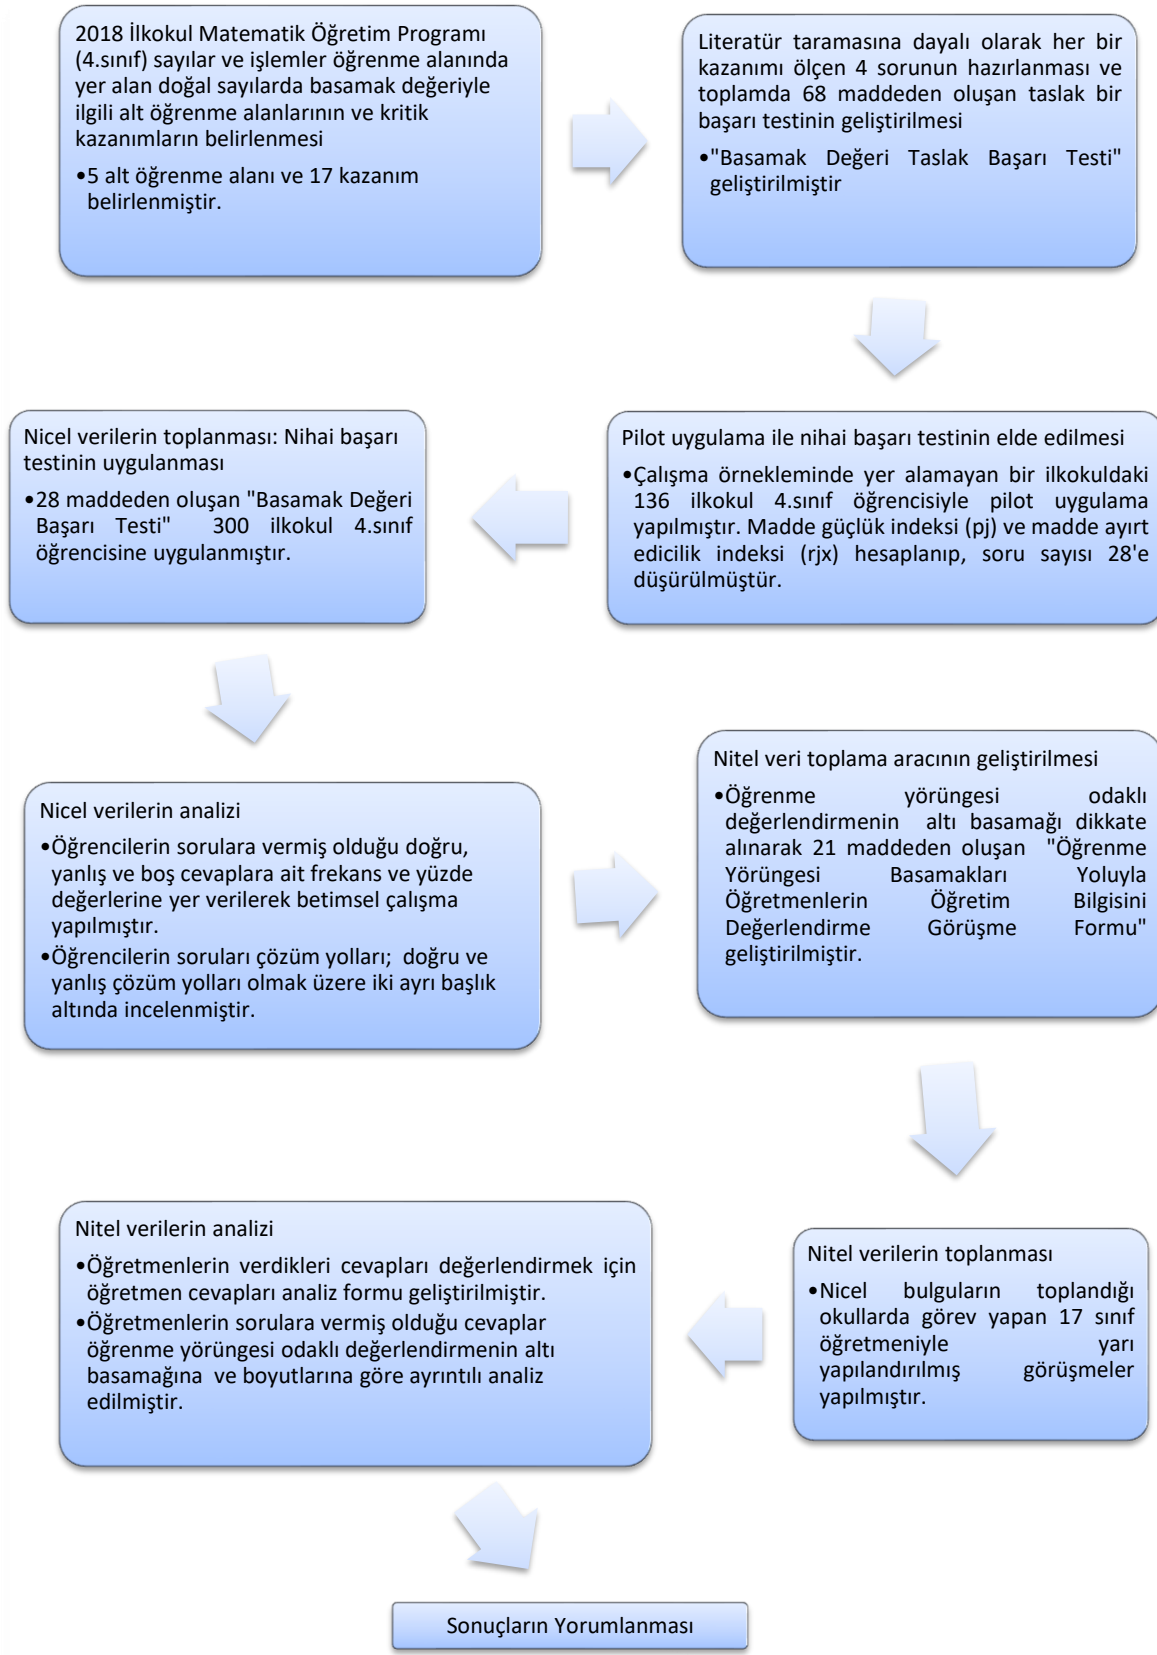 2018 İlkokul Matematik Öğretim Programı
(4.sınıf) sayılar ve işlemler öğrenme alanında
yer alan doğal sayılarda basamak değeriyle
ilgili alt öğrenme alanlarının ve kritik
kazanımların belirlenmesi
•5 alt öğrenme alanı ve 17 kazanım
belirlenmiştir.
Literatür taramasına dayalı olarak her bir
kazanımı ölçen 4 sorunun hazırlanması ve
toplamda 68 maddeden oluşan taslak bir
başarı testinin geliştirilmesi
•"Basamak Değeri Taslak Başarı Testi"
geliştirilmiştir
Pilot uygulama ile nihai başarı testinin elde edilmesi
•Çalışma örnekleminde yer alamayan bir ilkokuldaki
136 ilkokul 4.sınıf öğrencisiyle pilot uygulama
yapılmıştır. Madde güçlük indeksi (pj) ve madde ayırt
edicilik indeksi (rjx) hesaplanıp, soru sayısı 28'e
düşürülmüştür.
Nicel verilerin toplanması: Nihai başarı
testinin uygulanması
•28 maddeden oluşan "Basamak Değeri
Başarı Testi" 300 ilkokul 4.sınıf
öğrencisine uygulanmıştır.
Nicel verilerin analizi
•Öğrencilerin sorulara vermiş olduğu doğru,
yanlış ve boş cevaplara ait frekans ve yüzde
değerlerine yer verilerek betimsel çalışma
yapılmıştır.
•Öğrencilerin soruları çözüm yolları; doğru ve
yanlış çözüm yolları olmak üzere iki ayrı başlık
altında incelenmiştir.
Nitel veri toplama aracının geliştirilmesi
•Öğrenme yörüngesi odaklı
değerlendirmenin altı basamağı dikkate
alınarak 21 maddeden oluşan "Öğrenme
Yörüngesi Basamakları Yoluyla
Öğretmenlerin Öğretim Bilgisini
Değerlendirme Görüşme Formu"
geliştirilmiştir.
Nitel verilerin toplanması
•Nicel bulguların toplandığı
okullarda görev yapan 17 sınıf
öğretmeniyle yarı
yapılandırılmış görüşmeler
yapılmıştır.
Nitel verilerin analizi
•Öğretmenlerin verdikleri cevapları değerlendirmek için
öğretmen cevapları analiz formu geliştirilmiştir.
•Öğretmenlerin sorulara vermiş olduğu cevaplar
öğrenme yörüngesi odaklı değerlendirmenin altı
basamağına ve boyutlarına göre ayrıntılı analiz
edilmiştir.
Sonuçların Yorumlanması